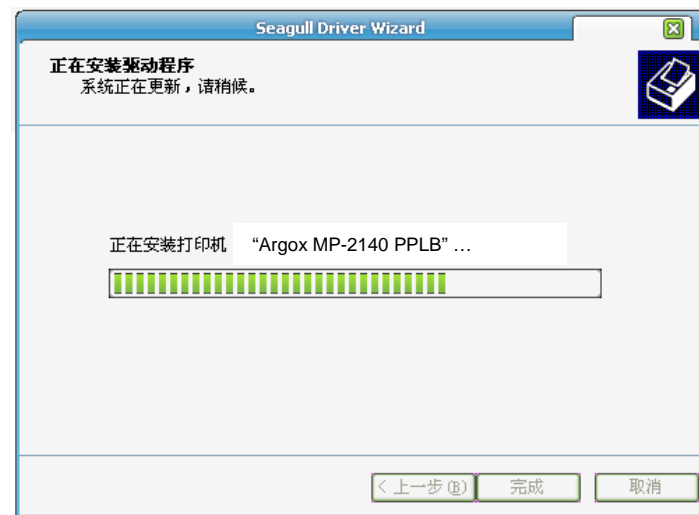 Seagull Driver Wizard
正在安装驱动程序
系统正在更新，请稍候。
正在安装打印机 “Argox MP-2140 PPLB” …
< 上一步(B) 完成 取消